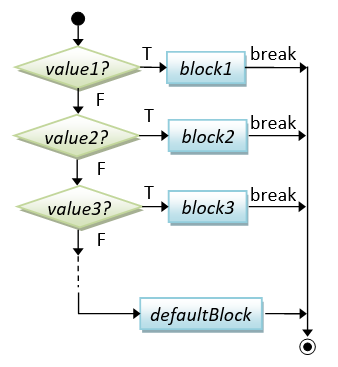 value1? T block1 break
F
value2? T block2 break
F
value3? T block3 break
F
defaultBlock